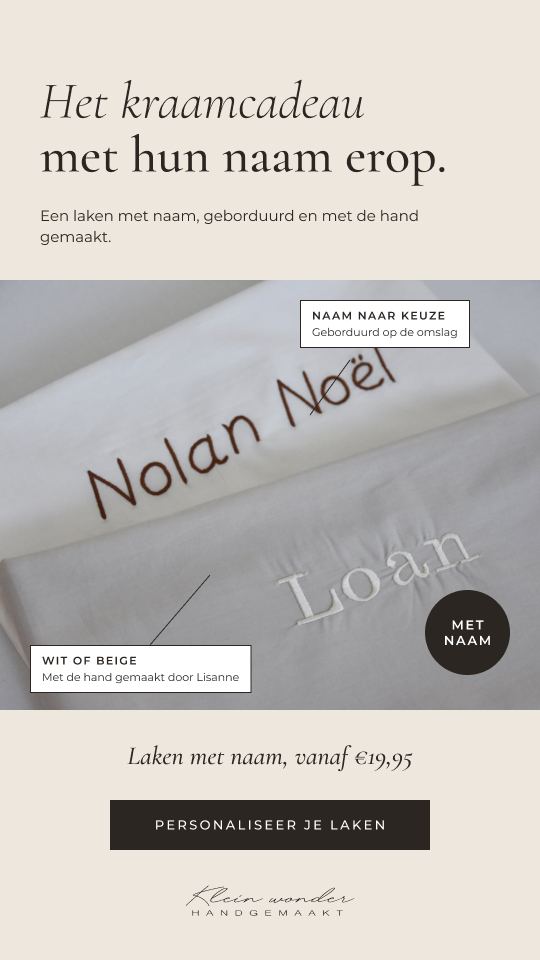 Het kraamcadeau
met hun naam erop.
Een laken met naam, geborduurd en met de hand
gemaakt.
NAAM NAAR KEUZE
Geborduurd op de omslag
Nolan Noël
Loan
MET
NAAM
WIT OF BEIGE
Met de hand gemaakt door Lisanne
Laken met naam, vanaf €19,95
PERSONALISEER JE LAKEN
Klein wonder
HANDGEMAAKT